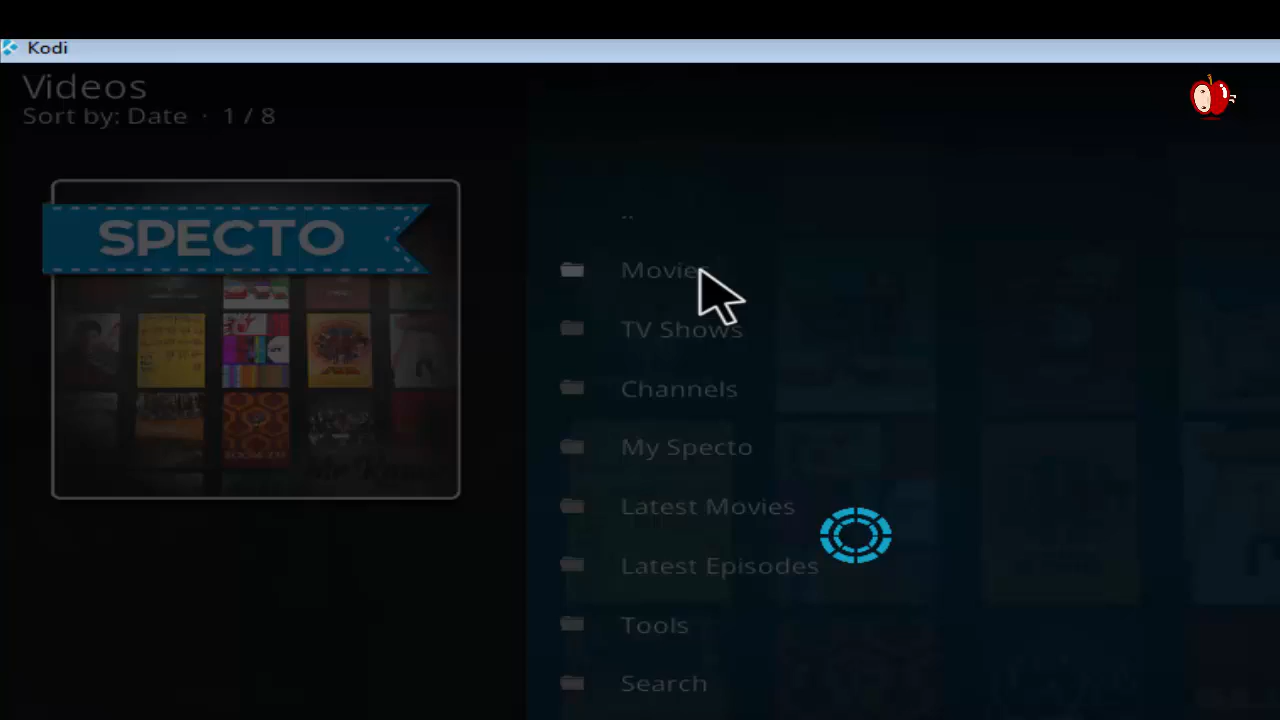 Kodi
Videos
Sort by: Date · 1 / 8
SPECTO
..
Movies
TV Shows
Channels
My Specto
Latest Movies
Latest Episodes
Tools
Search